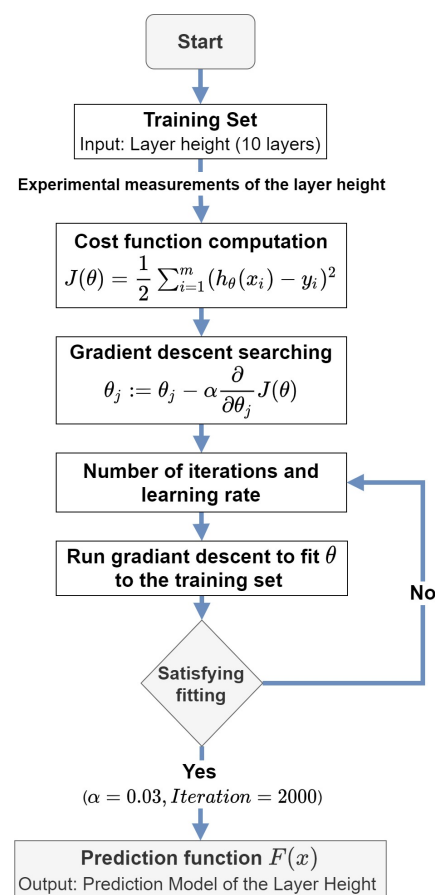 Start
Training Set
Input: Layer height (10 layers)
Experimental measurements of the layer height
Cost function computation
J(θ) = 1/2 ∑_{i=1}^{m} (h_θ(x_i) − y_i)^2
Gradient descent searching
θ_j := θ_j − α ∂/∂θ_j J(θ)
Number of iterations and
learning rate
Run gradiant descent to fit θ
to the training set
No
Satisfying
fitting
Yes
(α = 0.03, Iteration = 2000)
Prediction function F(x)
Output: Prediction Model of the Layer Height